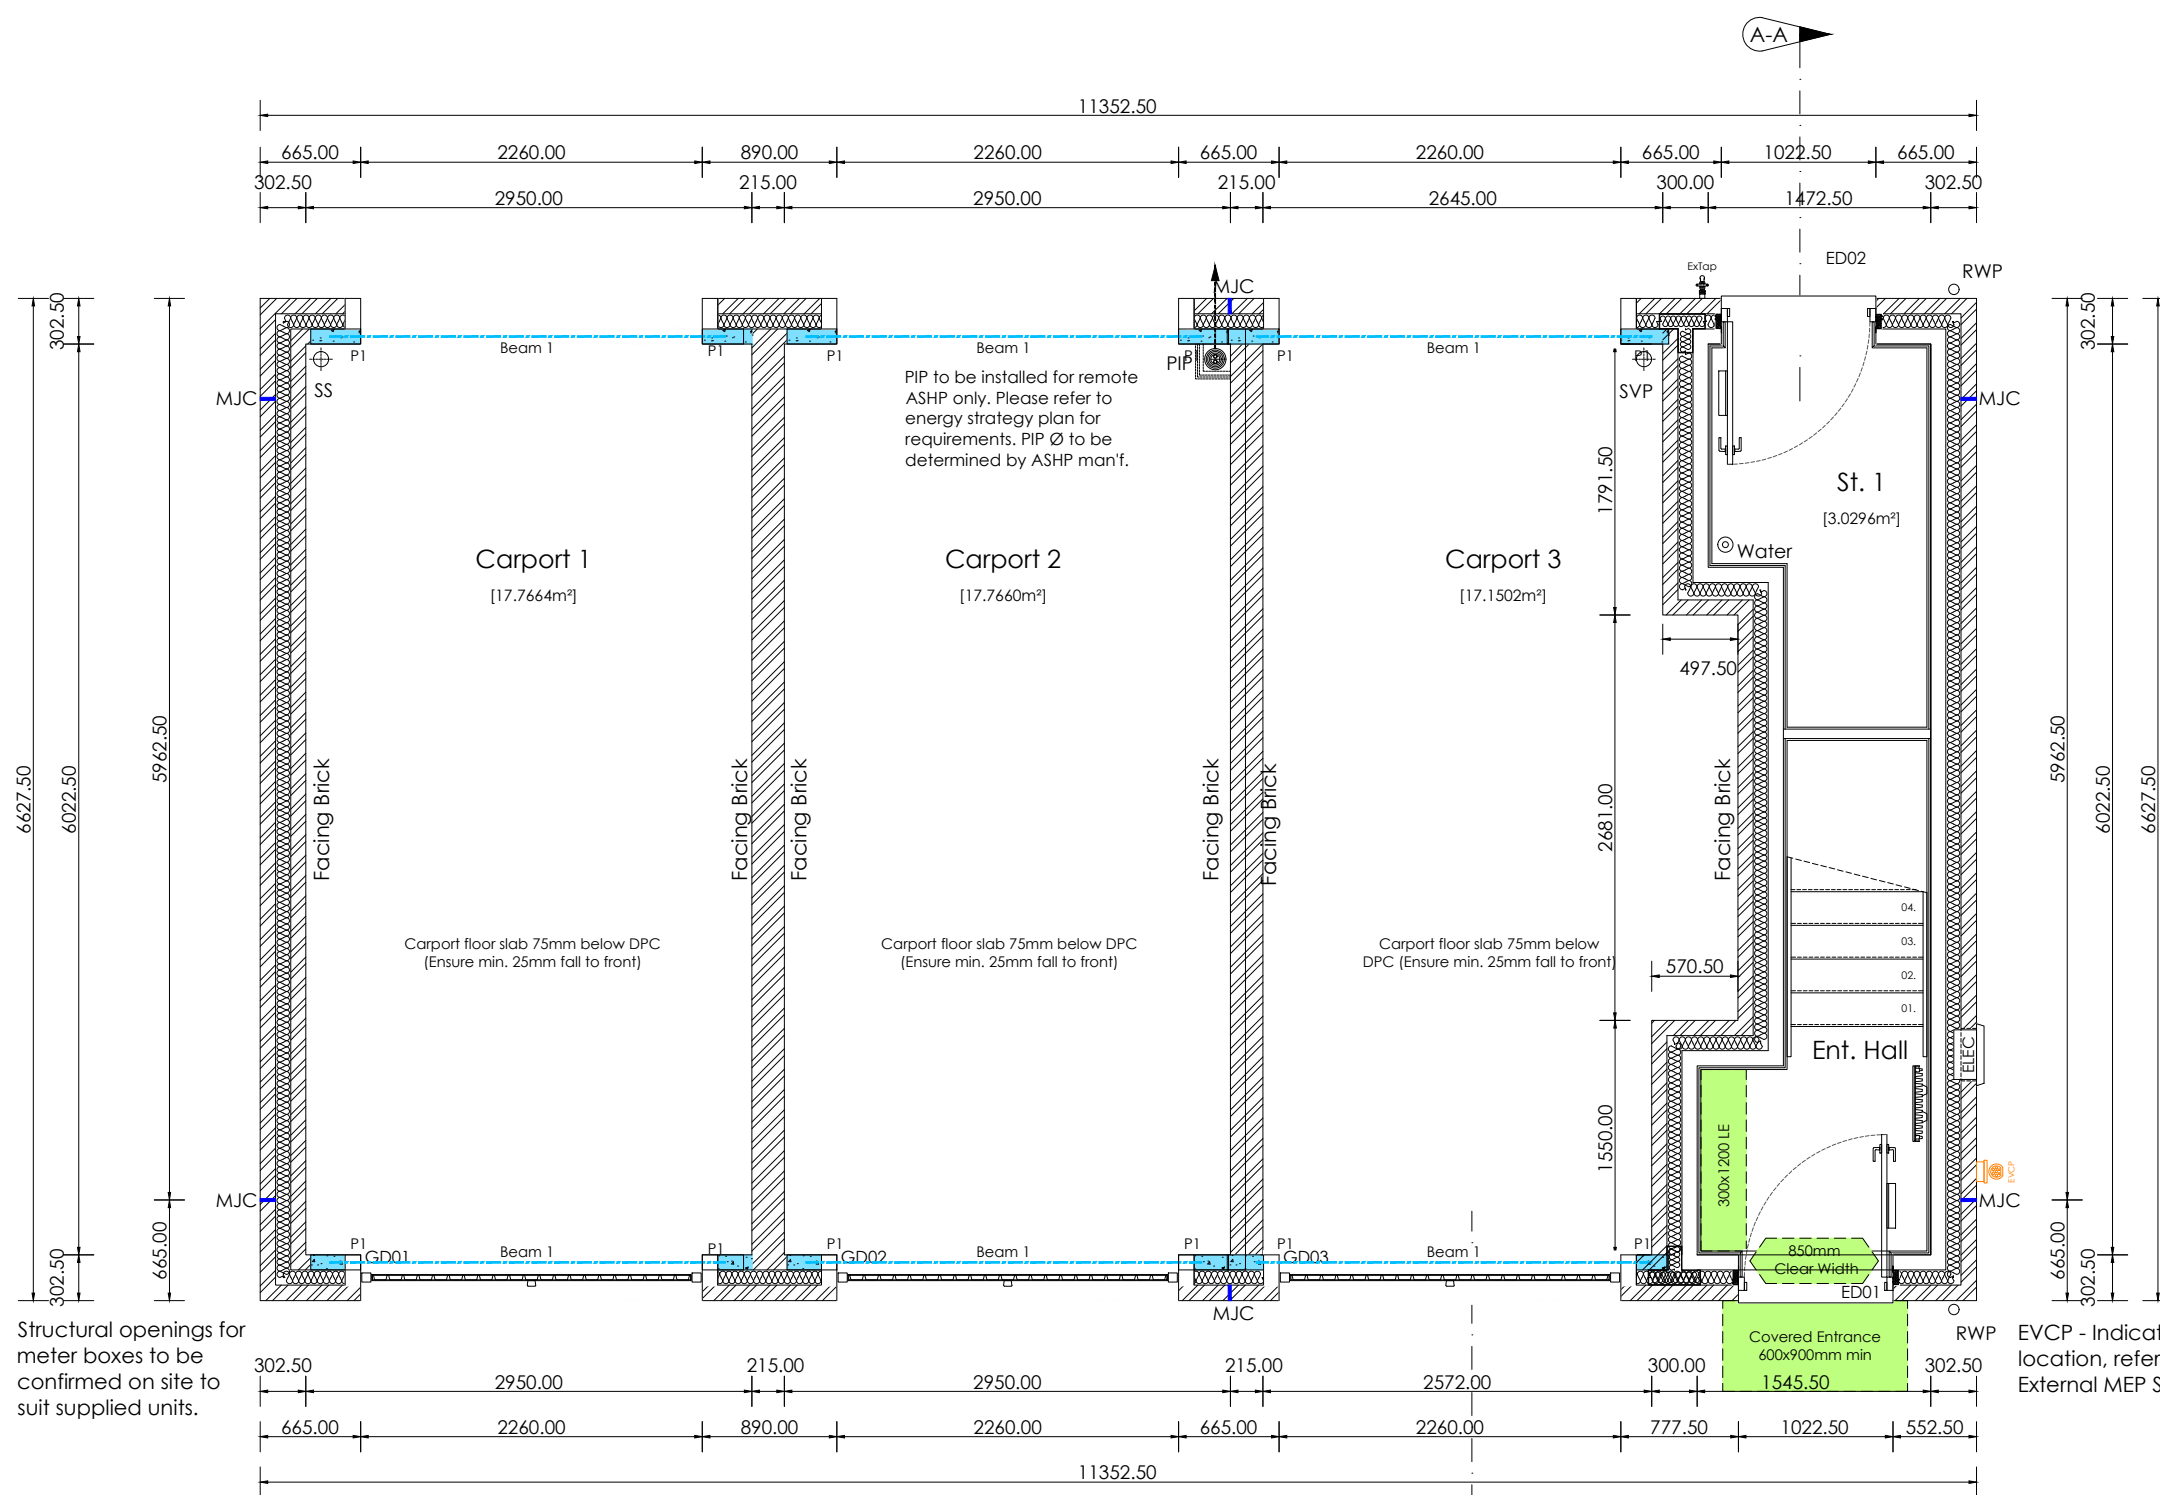 A-A
11352.50
665.00 2260.00 890.00 2260.00 665.00 2260.00 665.00 1022.50 665.00
302.50 215.00 215.00 300.00 302.50
2950.00 2950.00 2645.00 1472.50
ED02
ExTap
RWP
MJC
302.50
302.50
Beam 1
Beam 1
Beam 1
P1
P1
P1
P1
P1
PIP
SS
SVP
MJC
MJC
PIP to be installed for remote
ASHP only. Please refer to
energy strategy plan for
requirements. PIP Ø to be
determined by ASHP man'f.
1791.50
St. 1
[3.0296m²]
Water
Carport 1
[17.7664m²]
Carport 2
[17.7660m²]
Carport 3
[17.1502m²]
497.50
6627.50
6022.50
5962.50
Facing Brick
Facing Brick
Facing Brick
Facing Brick
Facing Brick
2681.00
Facing Brick
5962.50
6022.50
6627.50
04.
03.
02.
01.
Carport floor slab 75mm below DPC
(Ensure min. 25mm fall to front)
Carport floor slab 75mm below DPC
(Ensure min. 25mm fall to front)
Carport floor slab 75mm below
DPC (Ensure min. 25mm fall to front)
570.50
Ent. Hall
ELEC
1550.00
300x1200 LE
EVCP
MJC
MJC
665.00
302.50
P1
GD01
Beam 1
P1
P1
GD02
Beam 1
P1
P1
GD03
Beam 1
P1
850mm
Clear Width
ED01
665.00
302.50
MJC
Structural openings for
meter boxes to be
confirmed on site to
suit supplied units.
Covered Entrance
600x900mm min
RWP
EVCP - Indicat
location, refer
External MEP S
302.50 215.00 215.00 300.00 302.50
2950.00 2950.00 2572.00 1545.50
665.00 2260.00 890.00 2260.00 665.00 2260.00 777.50 1022.50 552.50
11352.50